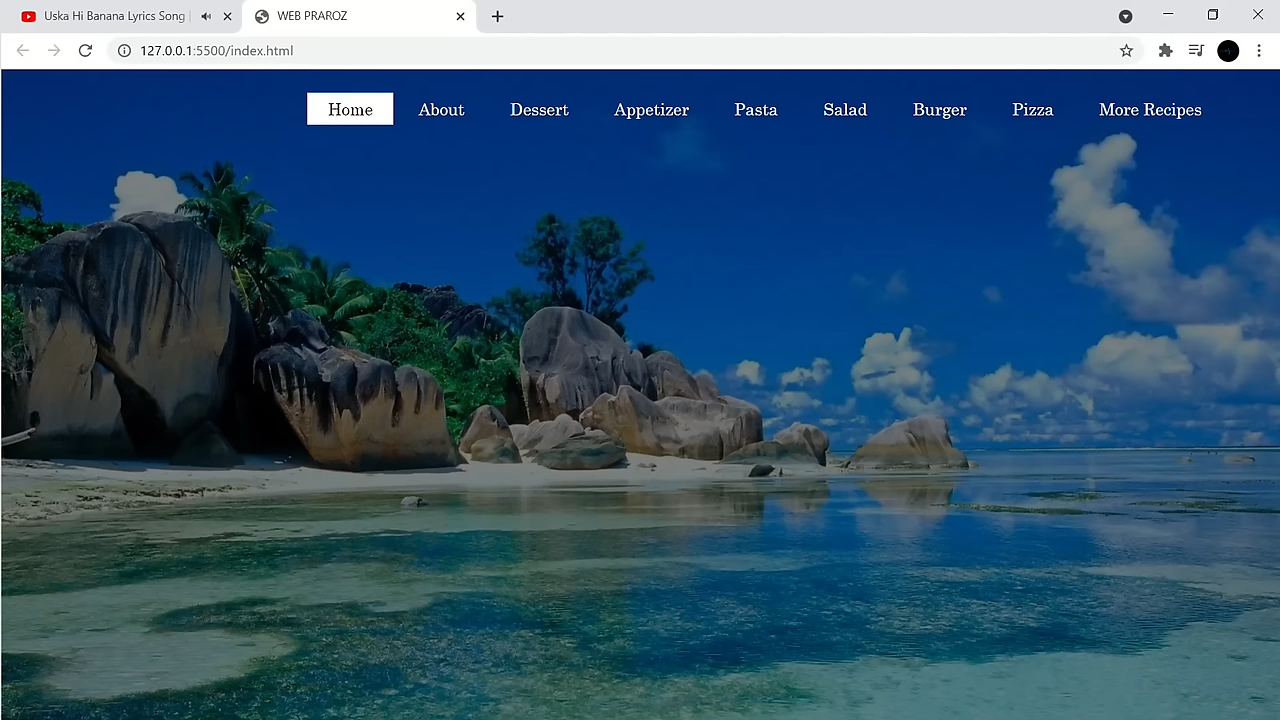 Uska Hi Banana Lyrics Song
WEB PRAROZ
127.0.0.1:5500/index.html
Home About Dessert Appetizer Pasta Salad Burger Pizza More Recipes